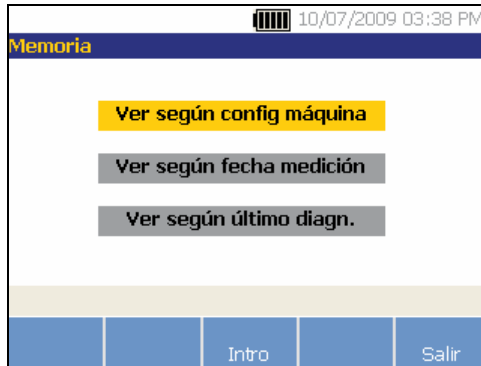 10/07/2009 03:38 PM
Memoria
Ver según config máquina
Ver según fecha medición
Ver según último diagn.
Intro
Salir